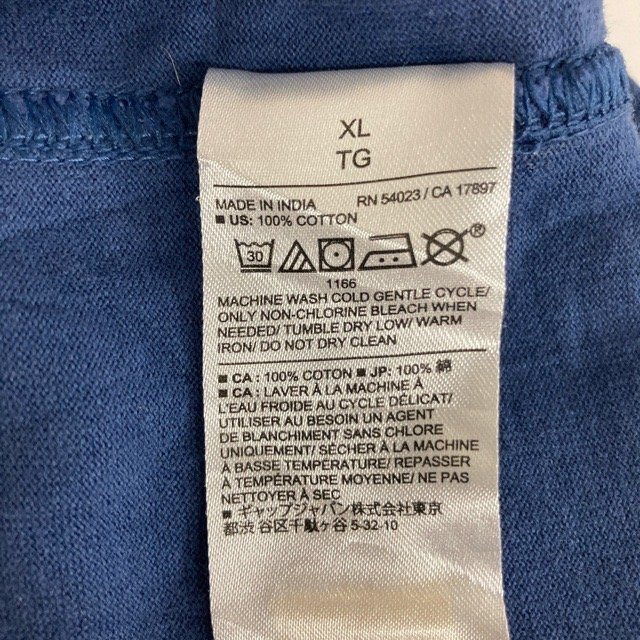 XL
TG
MADE IN INDIA RN 54023 / CA 17897
■ US: 100% COTTON
30 ®
1166
MACHINE WASH COLD GENTLE CYCLE/
ONLY NON-CHLORINE BLEACH WHEN
NEEDED/ TUMBLE DRY LOW/ WARM
IRON/ DO NOT DRY CLEAN
■ CA : 100% COTON ■ JP: 100% 綿
■ CA : LAVER À LA MACHINE À
L'EAU FROIDE AU CYCLE DÉLICAT/
UTILISER AU BESOIN UN AGENT
DE BLANCHIMENT SANS CHLORE
UNIQUEMENT/ SÉCHER À LA MACHINE
À BASSE TEMPÉRATURE/ REPASSER
À TEMPÉRATURE MOYENNE/ NE PAS
NETTOYER À SEC
■ ギャップジャパン株式会社東京
都渋 谷区千駄ヶ谷 5-32-10